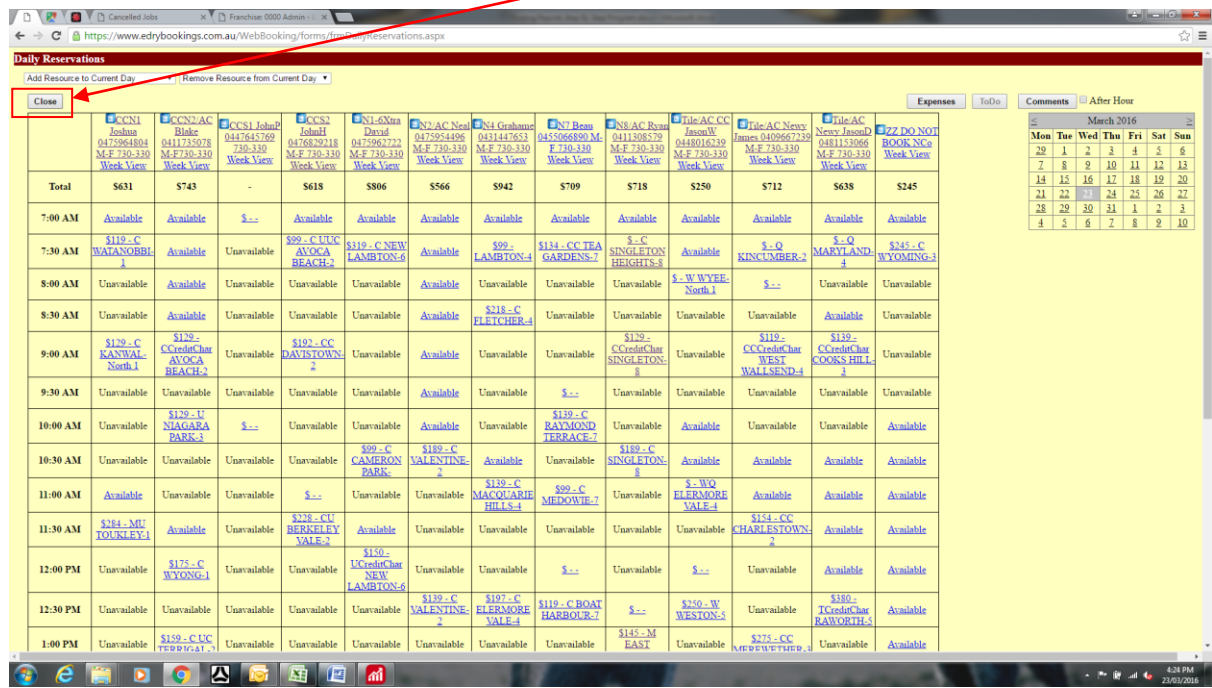 Cancelled Jobs
Franchise: 0000 Admin - L
https://www.edrybookings.com.au/WebBooking/forms/frmDailyReservations.aspx
Daily Reservations
Add Resource to Current Day Remove Resource from Current Day
Close Expenses ToDo Comments After Hour
CCN1 Joshua 0475964804 M-F 730-330 Week View
CCN2/AC Blake 0411735078 M-F730-330 Week View
CCS1 JohnP 0447645769 730-330 Week View
CCS2 JohnH 0476829218 M-F 730-330 Week View
N1-6Xtra David 0475962722 M-F 730-330 Week View
N2/AC Neal 0475954496 M-F 730-330 Week View
N4 Grahame 0431447653 M-F 730-330 Week View
N7 Beau 0455066890 M-F 730-330 Week View
N8/AC Ryan 0411308579 M-F 730-330 Week View
Tile/AC CC JasonW 0448016239 M-F 730-330 Week View
Tile/AC Newy James 0409667239 M-F 730-330 Week View
Tile/AC Newy JasonD 0481153066 M-F 730-330 Week View
ZZ DO NOT BOOK NCo Week View
Total $631 $743 - $618 $806 $566 $942 $709 $718 $250 $712 $638 $245
7:00 AM Available Available $ - - Available Available Available Available Available Available Available Available Available Available
7:30 AM $119 - C WATANOBBI-1 Available Unavailable $99 - C UUC AVOCA BEACH-2 $319 - C NEW LAMBTON-6 Available $99 - LAMBTON-4 $134 - CC TEA GARDENS-7 $ - C SINGLETON HEIGHTS-8 Available $ - Q KINCUMBER-2 $ - Q MARYLAND-4 $245 - C WYOMING-3
8:00 AM Unavailable Available Unavailable Unavailable Unavailable Available Unavailable Unavailable Unavailable $ - W WYEE-North 1 $ - - Unavailable Unavailable
8:30 AM Unavailable Available Unavailable Unavailable Unavailable Available $218 - C FLETCHER-4 Unavailable Unavailable Unavailable Unavailable Available Unavailable
9:00 AM $129 - C KANWAL-North 1 $129 - CCreditChar AVOCA BEACH-2 Unavailable $192 - CC DAVISTOWN-2 Unavailable Available Unavailable Unavailable $129 - CCreditChar SINGLETON-8 Unavailable $119 - CCCreditChar WEST WALLSEND-4 $139 - CCreditChar COOKS HILL-3 Unavailable
9:30 AM Unavailable Unavailable Unavailable Unavailable Unavailable Available Unavailable $ - - Unavailable Available Unavailable Unavailable Unavailable
10:00 AM Unavailable $129 - U NIAGARA PARK-3 $ - - Unavailable Unavailable Available Unavailable $139 - C RAYMOND TERRACE-7 Unavailable Available Unavailable Unavailable Available
10:30 AM Unavailable Unavailable Unavailable Unavailable $99 - C CAMERON PARK- $189 - C VALENTINE-2 Available Unavailable $189 - C SINGLETON-8 Available Available Available Available
11:00 AM Available Unavailable Unavailable $ - - Unavailable Unavailable $139 - C MACQUARIE HILLS-4 $99 - C MEDOWIE-7 Unavailable $ - WQ ELERMORE VALE-4 Available Available Available
11:30 AM $284 - MU TOUKLEY-1 Available Unavailable $228 - CU BERKELEY VALE-2 Available Unavailable Unavailable Unavailable Unavailable Unavailable $154 - CC CHARLESTOWN-2 Available Available
12:00 PM Unavailable $175 - C WYONG-1 Unavailable Unavailable $150 - UCreditChar NEW LAMBTON-6 Unavailable Unavailable $ - - Unavailable $ - - Unavailable Available Available
12:30 PM Unavailable Unavailable Unavailable Unavailable Unavailable $139 - C VALENTINE-2 $197 - C ELERMORE VALE-4 $119 - C BOAT HARBOUR-7 $ - - $250 - W WESTON-5 Unavailable $380 - TCreditChar RAWORTH-5 Available
1:00 PM Unavailable $159 - C UC TERRIGAL -2 Unavailable Unavailable Unavailable Unavailable Unavailable Unavailable $145 - M EAST Unavailable $275 - CC MEREWETHER-3 Unavailable Available
< March 2016 >
Mon Tue Wed Thu Fri Sat Sun
29 1 2 3 4 5 6
7 8 9 10 11 12 13
14 15 16 17 18 19 20
21 22 23 24 25 26 27
28 29 30 31 1 2 3
4 5 6 7 8 9 10
4:24 PM
23/03/2016